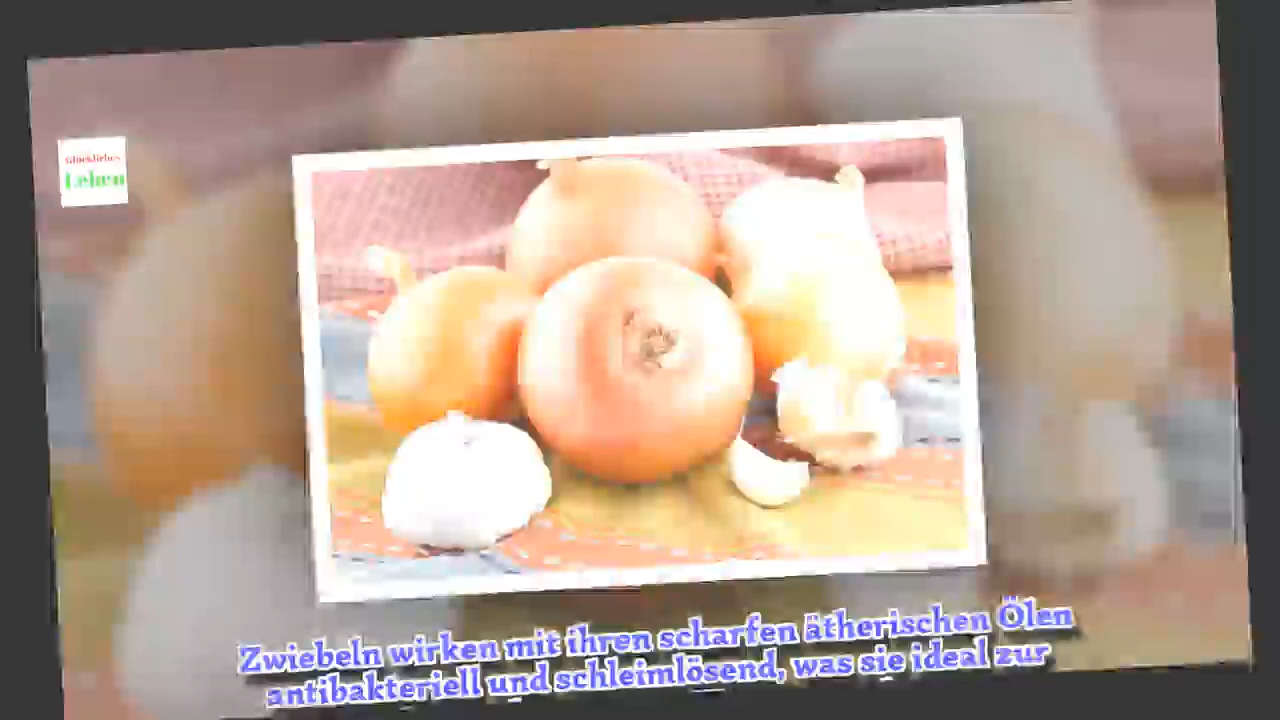 Glückliches
Leben
Zwiebeln wirken mit ihren scharfen ätherischen Ölen
antibakteriell und schleimlösend, was sie ideal zur